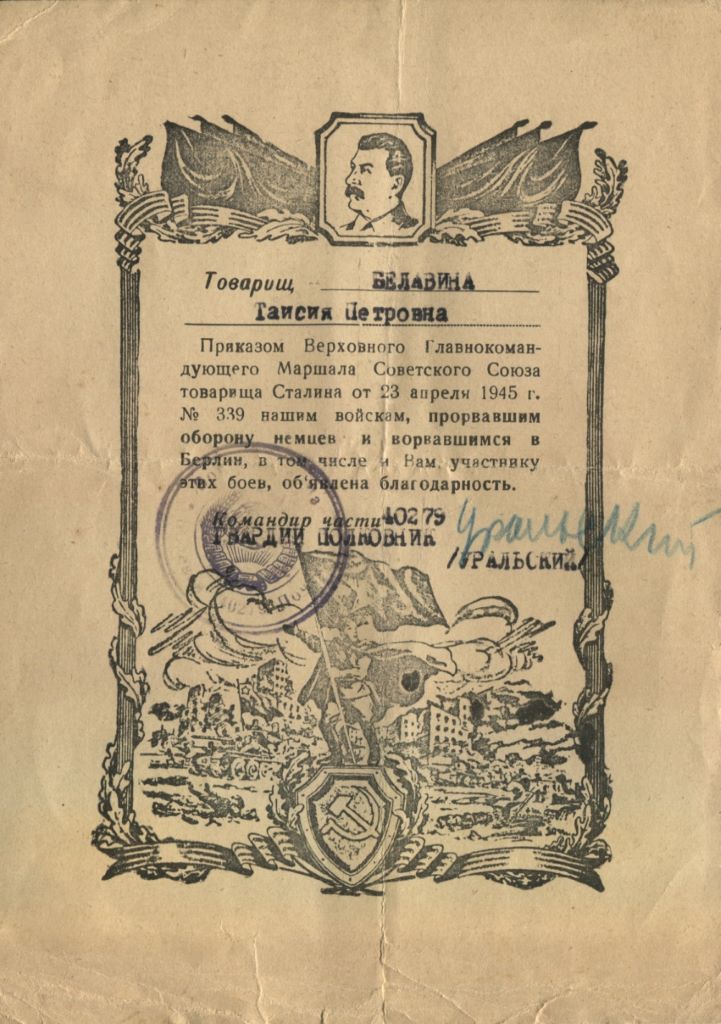 Товарищ БЕЛАВИНА
Таисия Петровна
Приказом Верховного Главнокоман-
дующего Маршала Советского Союза
товарища Сталина от 23 апреля 1945 г.
№ 339 нашим войскам, прорвавшим
оборону немцев и ворвавшимся в
Берлин, в том числе и Вам, участнику
этих боев, об'явлена благодарность.
Командир части 40279
ГВАРДИИ ПОЛКОВНИК Уральский
/УРАЛЬСКИЙ/